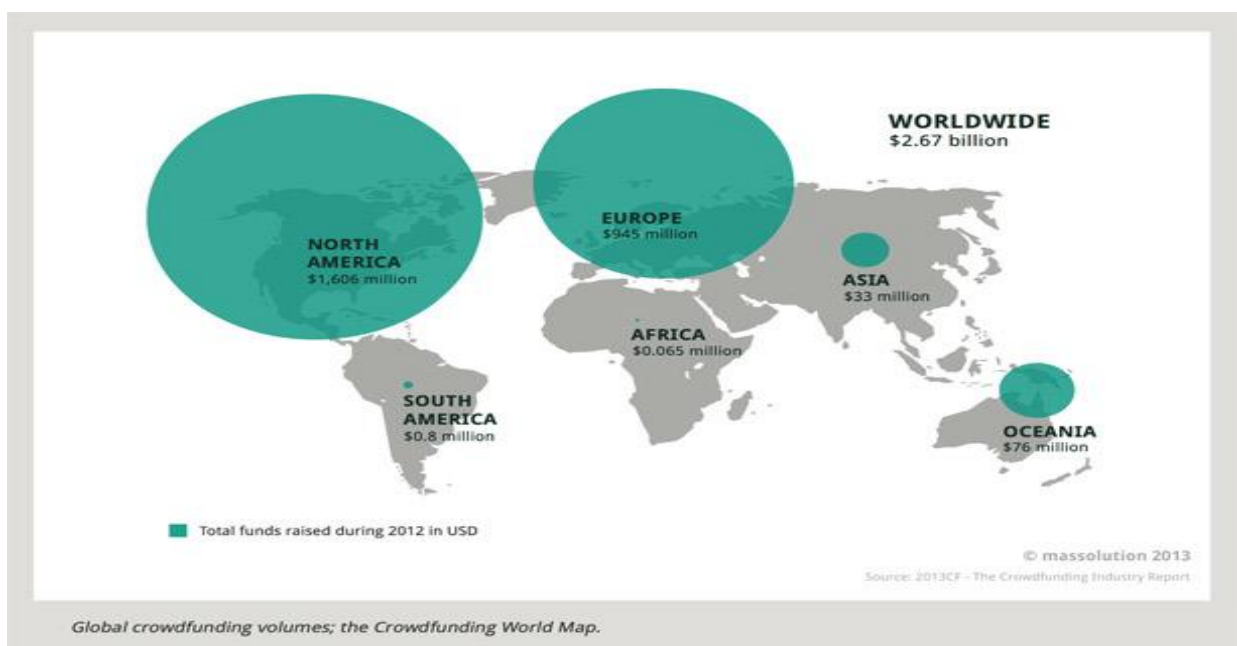 WORLDWIDE
$2.67 billion
EUROPE
$945 million
NORTH
AMERICA
$1,606 million
ASIA
$33 million
AFRICA
$0.065 million
SOUTH
AMERICA
$0.8 million
OCEANIA
$76 million
Total funds raised during 2012 in USD
© massolution 2013
Source: 2013CF - The Crowdfunding Industry Report
Global crowdfunding volumes; the Crowdfunding World Map.